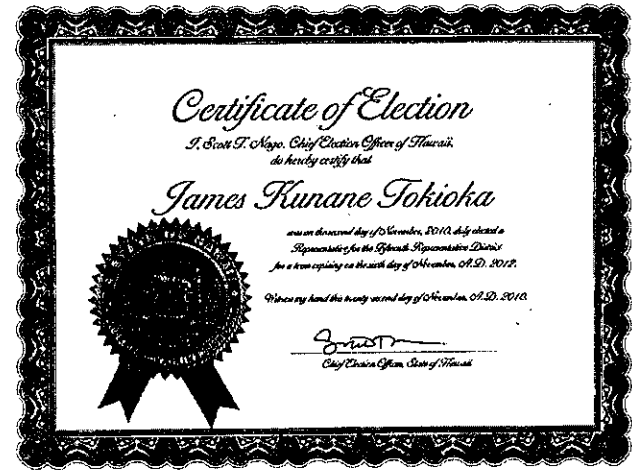 Certificate of Election
I, Scott T. Nago, Chief Election Officer of Hawaii,
do hereby certify that
James Kunane Tokioka
was on the second day of November, 2010, duly elected a
Representative for the Fifteenth Representative District
for a term expiring on the sixth day of November, A.D. 2012.
Witness my hand this twenty second day of November, A.D. 2010.
Chief Election Officer, State of Hawaii